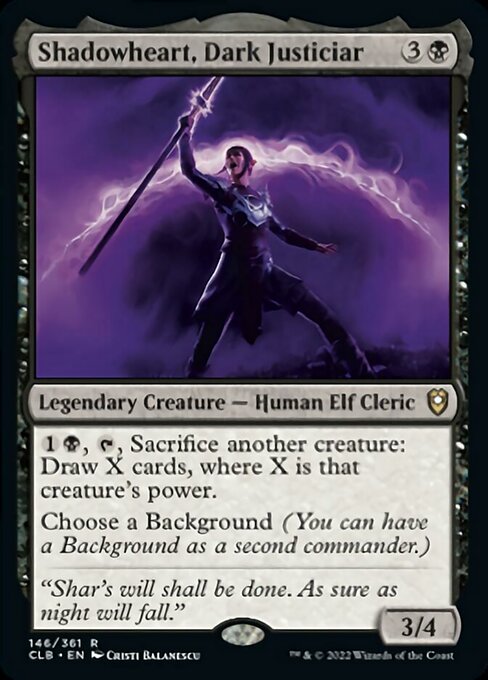 Shadowheart, Dark Justiciar 3
Legendary Creature — Human Elf Cleric
1 , , Sacrifice another creature:
Draw X cards, where X is that
creature's power.
Choose a Background (You can have
a Background as a second commander.)
"Shar's will shall be done. As sure as
night will fall."
3/4
146/361 R
CLB • EN Cristi Balanescu
™ & © 2022 Wizards of the Coast